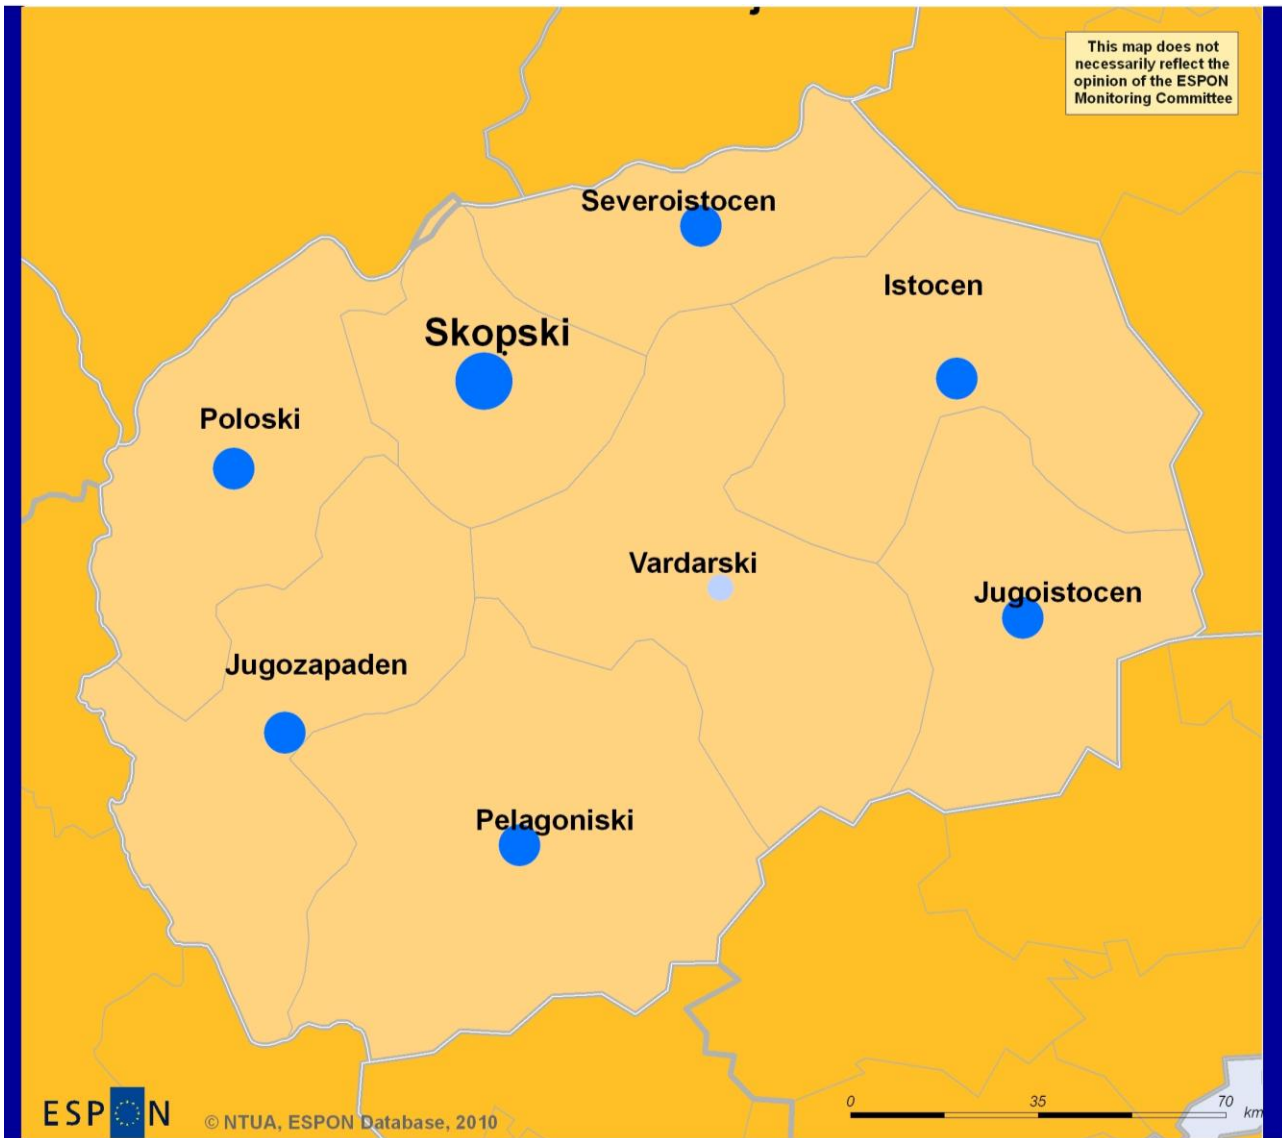 This map does not
necessarily reflect the
opinion of the ESPON
Monitoring Committee
Severoistocen
Istocen
Skopski
Poloski
Vardarski
Jugoistocen
Jugozapaden
Pelagoniski
ESPON
© NTUA, ESPON Database, 2010
0 35 70
km